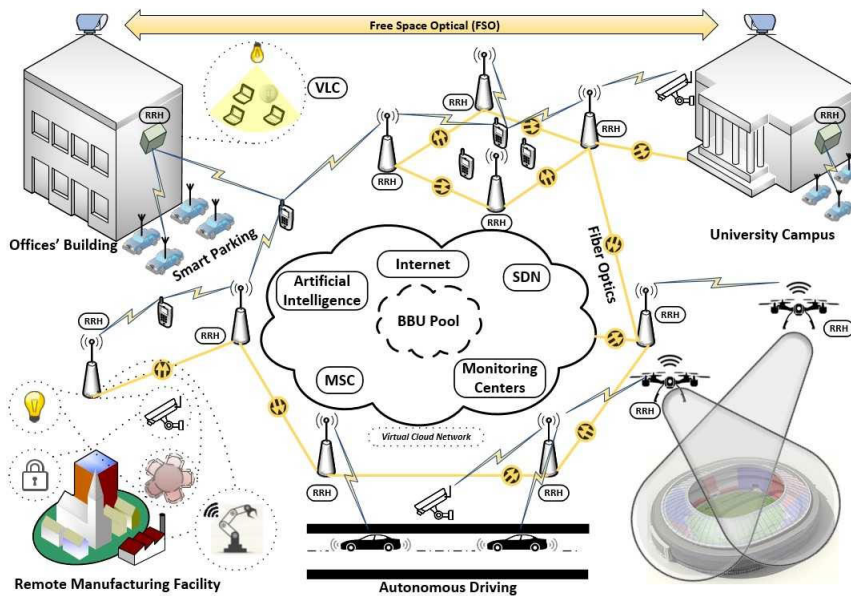 Free Space Optical (FSO)
VLC
RRH
RRH
RRH
RRH
RRH
RRH
Offices' Building
Smart Parking
University Campus
Fiber Optics
Internet
Artificial
Intelligence
SDN
BBU Pool
MSC
Monitoring
Centers
Virtual Cloud Network
RRH
RRH
RRH
RRH
RRH
RRH
RRH
Remote Manufacturing Facility
Autonomous Driving